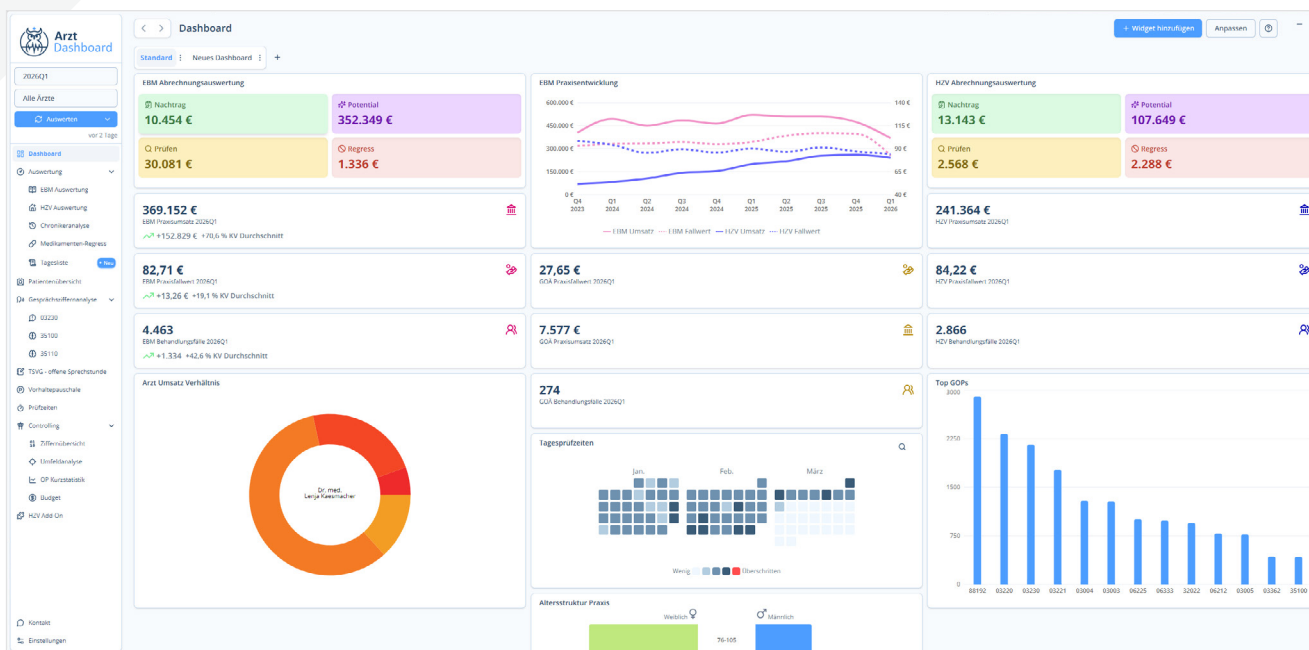 Arzt
Dashboard
2026Q1
Alle Ärzte
Auswerten
vor 2 Tage
Dashboard
Auswertung
EBM Auswertung
HZV Auswertung
Chronikeranalyse
Medikamenten-Regress
Tagesliste
+ Neu
Patientenübersicht
Gesprächsziffernanalyse
03230
35100
35110
TSVG - offene Sprechstunde
Vorhaltepauschale
Prüfzeiten
Controlling
Ziffernübersicht
Umfeldanalyse
OP Kurzstatistik
Budget
HZV Add-On
Kontakt
Einstellungen
Dashboard
+ Widget hinzufügen
Anpassen
Standard
Neues Dashboard
+
EBM Abrechnungsauswertung
Nachtrag
10.454 €
Potential
352.349 €
Prüfen
30.081 €
Regress
1.336 €
369.152 €
EBM Praxisumsatz 2026Q1
+152.829 € +70,6 % KV Durchschnitt
82,71 €
EBM Praxisfallwert 2026Q1
+13,26 € +19,1 % KV Durchschnitt
4.463
EBM Behandlungsfälle 2026Q1
+1.334 +42,6 % KV Durchschnitt
Arzt Umsatz Verhältnis
Dr. med.
Lenja Kaesmacher
EBM Praxisentwicklung
600.000 € 140 €
450.000 € 115 €
300.000 € 90 €
150.000 € 65 €
0 € 40 €
Q4 Q1 Q2 Q3 Q4 Q1 Q2 Q3 Q4 Q1
2023 2024 2024 2024 2024 2025 2025 2025 2025 2026
EBM Umsatz EBM Fallwert HZV Umsatz HZV Fallwert
27,65 €
GOÄ Praxisfallwert 2026Q1
7.577 €
GOÄ Praxisumsatz 2026Q1
274
GOÄ Behandlungsfälle 2026Q1
Tagesprüfzeiten
Jan. Feb. März
Wenig Überschritten
Altersstruktur Praxis
Weiblich Männlich
76-105
HZV Abrechnungsauswertung
Nachtrag
13.143 €
Potential
107.649 €
Prüfen
2.568 €
Regress
2.288 €
241.364 €
HZV Praxisumsatz 2026Q1
84,22 €
HZV Praxisfallwert 2026Q1
2.866
HZV Behandlungsfälle 2026Q1
Top GOPs
3000
2250
1500
750
0
88192 03220 03230 03221 03004 03003 06225 06333 32022 06212 03005 03362 35100